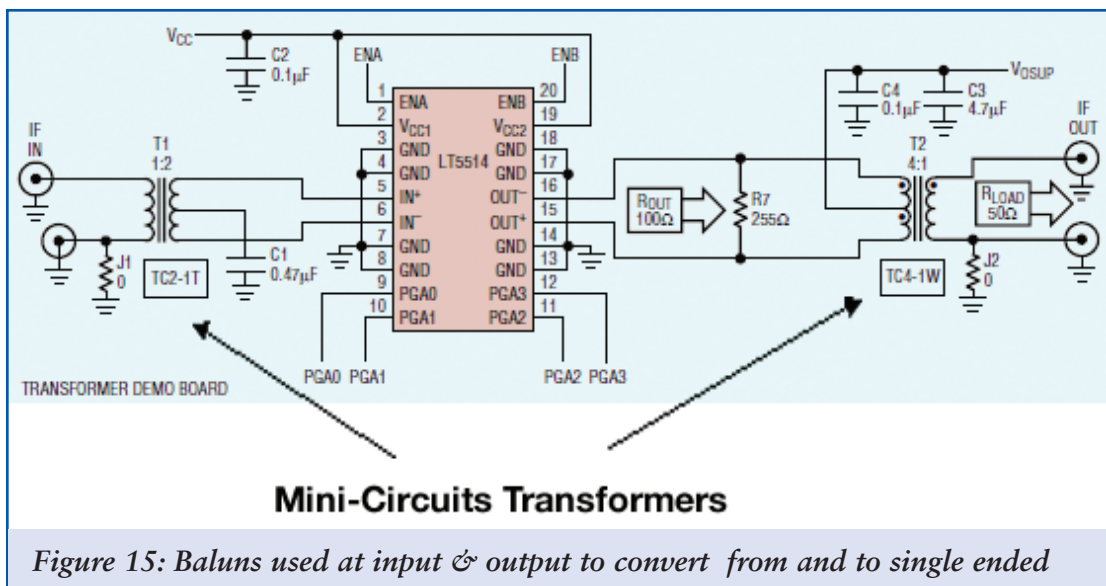 VCC
C2
0.1µF
ENA
ENB
IF
IN
T1
1:2
J1
0
TC2-1T
C1
0.47µF
1 ENA
2 VCC1
3 GND
4 GND
5 IN+
6 IN−
7 GND
8 GND
9 PGA0
10 PGA1
LT5514
ENB 20
VCC2 19
GND 18
GND 17
OUT− 16
OUT+ 15
GND 14
GND 13
PGA3 12
PGA2 11
PGA0 PGA1
PGA2 PGA3
ROUT
100Ω
R7
255Ω
C4
0.1µF
C3
4.7µF
VOSUP
T2
4:1
IF
OUT
RLOAD
50Ω
TC4-1W
J2
0
TRANSFORMER DEMO BOARD
Mini-Circuits Transformers
Figure 15: Baluns used at input & output to convert from and to single ended